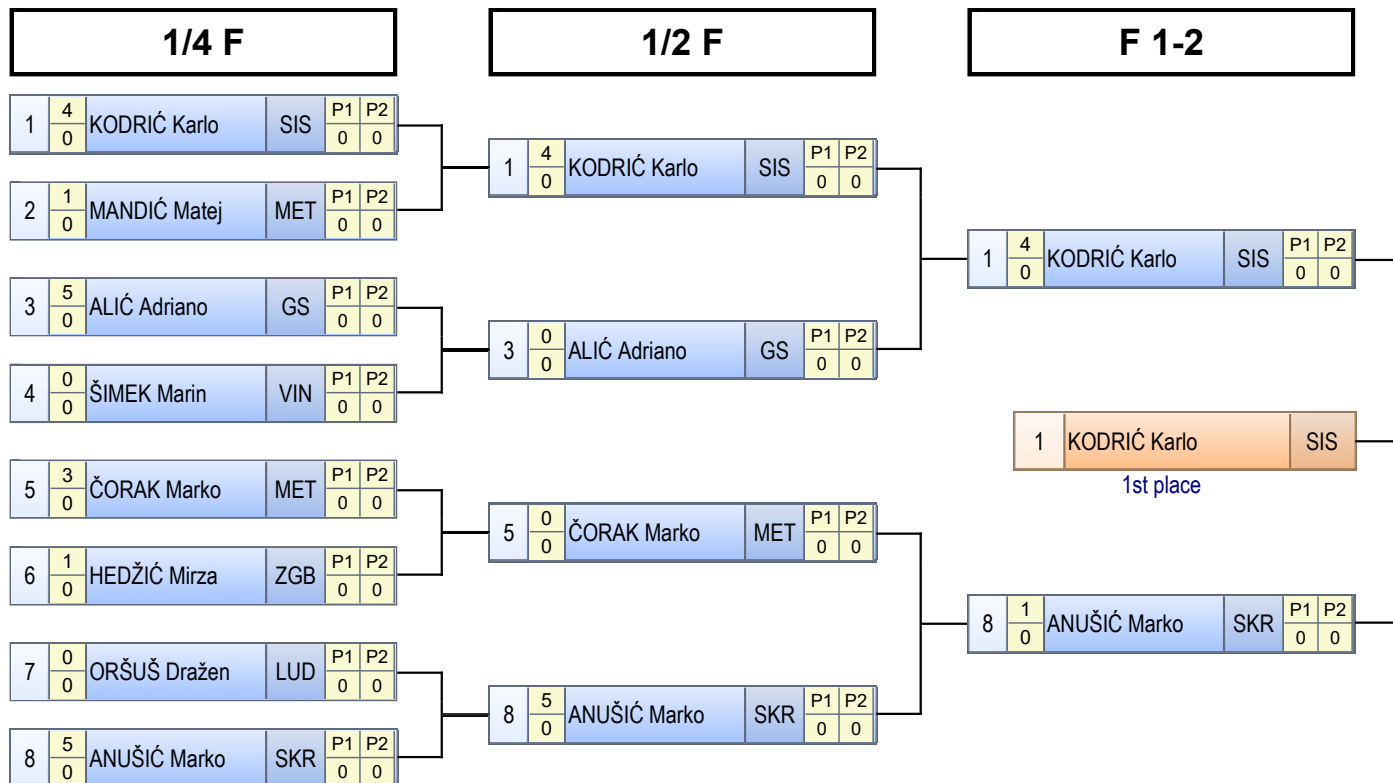 1/4 F
1/2 F
F 1-2
1 4 0 KODRIĆ Karlo SIS P1 P2 0 0
2 1 0 MANDIĆ Matej MET P1 P2 0 0
3 5 0 ALIĆ Adriano GS P1 P2 0 0
4 0 0 ŠIMEK Marin VIN P1 P2 0 0
5 3 0 ČORAK Marko MET P1 P2 0 0
6 1 0 HEDŽIĆ Mirza ZGB P1 P2 0 0
7 0 0 ORŠUŠ Dražen LUD P1 P2 0 0
8 5 0 ANUŠIĆ Marko SKR P1 P2 0 0
1 4 0 KODRIĆ Karlo SIS P1 P2 0 0
3 0 0 ALIĆ Adriano GS P1 P2 0 0
5 0 0 ČORAK Marko MET P1 P2 0 0
8 5 0 ANUŠIĆ Marko SKR P1 P2 0 0
1 4 0 KODRIĆ Karlo SIS P1 P2 0 0
1 KODRIĆ Karlo SIS
1st place
8 1 0 ANUŠIĆ Marko SKR P1 P2 0 0